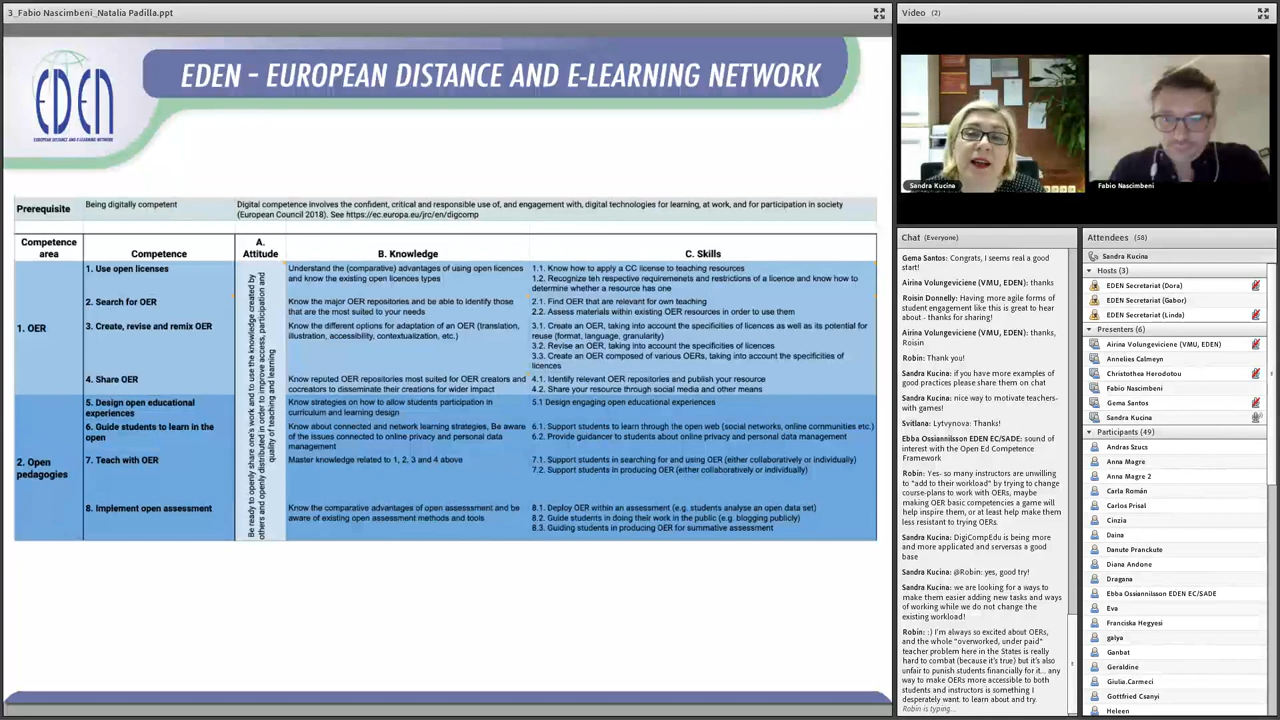 3_Fabio Nascimbeni_Natalia Padilla.ppt
EDEN
EUROPEAN DISTANCE AND E-LEARNING NETWORK
EDEN - EUROPEAN DISTANCE AND E-LEARNING NETWORK
Prerequisite
Being digitally competent
Digital competence involves the confident, critical and responsible use of, and engagement with, digital technologies for learning, at work, and for participation in society
(European Council 2018). See https://ec.europa.eu/jrc/en/digcomp
Competence
area
Competence
A.
Attitude
B. Knowledge
C. Skills
1. OER
Be ready to openly share one's work and to use the knowledge created by
others and openly distributed in order to improve access, participation and
quality of teaching and learning
1. Use open licenses
Understand the (comparative) advantages of using open licences
and know the existing open licences types
1.1. Know how to apply a CC license to teaching resources
1.2. Recognize teh respective requiremenets and restrictions of a licence and know how to
determine whether a resource has one
2. Search for OER
Know the major OER repositories and be able to identify those
that are the most suited to your needs
2.1. Find OER that are relevant for own teaching
2.2. Assess materials within existing OER resources in order to use them
3. Create, revise and remix OER
Know the different options for adaptation of an OER (translation,
illustration, accessibility, contextualization, etc.)
3.1. Create an OER, taking into account the specificities of licences as well as its potential for
reuse (format, language, granularity)
3.2. Revise an OER, taking into account the specificities of licences
3.3. Create an OER composed of various OERs, taking into account the specificities of
licences
4. Share OER
Know reputed OER repositories most suited for OER creators and
cocreators to disseminate their creations for wider impact
4.1. Identify relevant OER repositories and publish your resource
4.2. Share your resource through social media and other means
2. Open
pedagogies
5. Design open educational
experiences
Know strategies on how to allow students participation in
curriculum and learning design
5.1 Design engaging open educational experiences
6. Guide students to learn in the
open
Know about connected and network learning strategies, Be aware
of the issues connected to online privacy and personal data
management
6.1. Support students to learn through the open web (social networks, online communities etc.)
6.2. Provide guidancer to students about online privacy and personal data management
7. Teach with OER
Master knowledge related to 1, 2, 3 and 4 above
7.1. Support students in searching for and using OER (either collaboratively or individually)
7.2. Support students in producing OER (either collaboratively or individually)
8. Implement open assessment
Know the comparative advantages of open assesssment and be
aware of existing open assessment methods and tools
8.1. Deploy OER within an assessment (e.g. students analyse an open data set)
8.2. Guide students in doing their work in the public (e.g. blogging publicly)
8.3. Guiding students in producing OER for summative assessment
Video (2)
Sandra Kucina
Fabio Nascimbeni
Chat (Everyone)
Gema Santos: Congrats, I seems real a good
start!
Airina Volungeviciene (VMU, EDEN): thanks
Roisin Donnelly: Having more agile forms of
student engagement like this is great to hear
about - thanks for sharing!
Airina Volungeviciene (VMU, EDEN): thanks,
Roisin
Robin: Thank you!
Sandra Kucina: if you have more examples of
good practices please share them on chat
Sandra Kucina: nice way to motivate teachers-
with games!
Svitlana: Lytvynova: Thanks!
Ebba Ossiannilsson EDEN EC/SADE: sound of
interest with the Open Ed Competence
Framework
Robin: Yes- so many instructors are unwilling
to "add to their workload" by trying to change
course-plans to work with OERs, maybe
making OER basic competencies a game will
help inspire them, or at least help make them
less resistant to trying OERs.
Sandra Kucina: DigiCompEdu is being more
and more applicated and serversas a good
base
Sandra Kucina: @Robin: yes, good try!
Sandra Kucina: we are looking for a ways to
make them easier adding new tasks and ways
of working while we do not change the
existing workload!
Robin: :) I'm always so excited about OERs,
and the whole "overworked, under paid"
teacher problem here in the States is really
hard to combat (because it's true) but it's also
unfair to punish students financially for it... any
way to make OERs more accessible to both
students and instructors is something I
desperately want. to learn about and try.
Robin is typing...
Attendees (58)
Sandra Kucina
Hosts (3)
EDEN Secretariat (Dora)
EDEN Secretariat (Gabor)
EDEN Secretariat (Linda)
Presenters (6)
Airina Volungeviciene (VMU, EDEN)
Annelies Calmeyn
Christothea Herodotou
Fabio Nascimbeni
Gema Santos
Sandra Kucina
Participants (49)
Andras Szucs
Anna Magre
Anna Magre 2
Carla Román
Carlos Prisal
Cinzia
Daina
Danute Pranckute
Diana Andone
Dragana
Ebba Ossiannilsson EDEN EC/SADE
Eva
Franciska Hegyesi
galya
Ganbat
Geraldine
Giulia.Carmeci
Gottfried Csanyi
Heleen